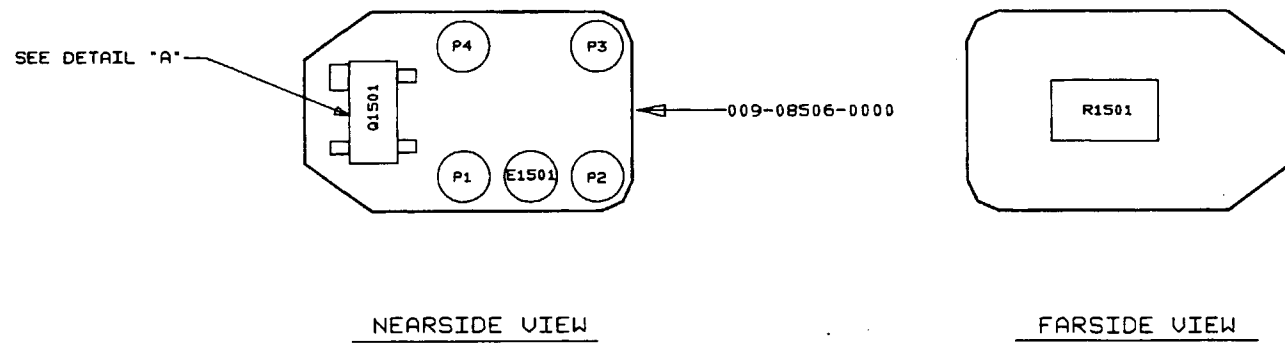 P4
P3
SEE DETAIL "A"
Q1501
009-08506-0000
R1501
P1
E1501
P2
NEARSIDE VIEW
FARSIDE VIEW